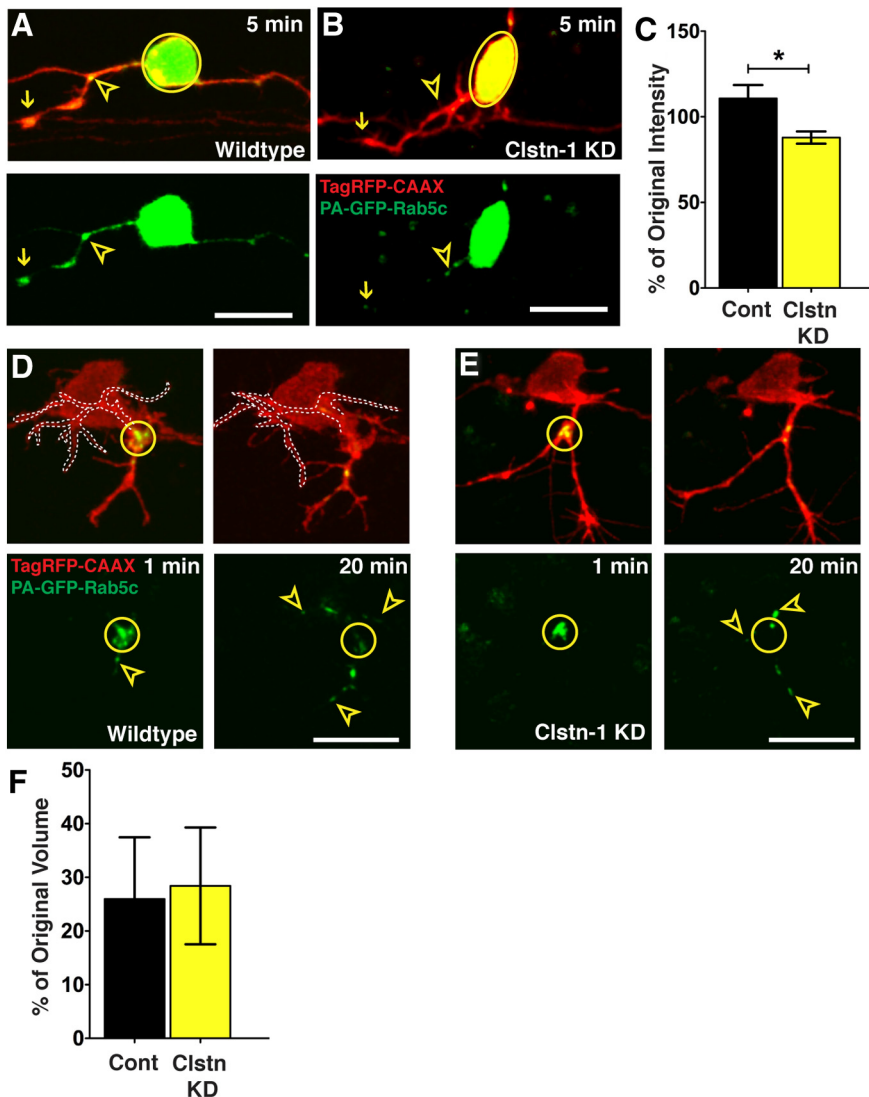 A
5 min
Wildtype
B
5 min
Clstn-1 KD
TagRFP-CAAX
PA-GFP-Rab5c
C
% of Original Intensity
150
100
50
0
*
Cont
Clstn
KD
D
TagRFP-CAAX
PA-GFP-Rab5c
1 min
Wildtype
20 min
E
1 min
Clstn-1 KD
20 min
F
% of Original Volume
50
40
30
20
10
0
Cont
Clstn
KD